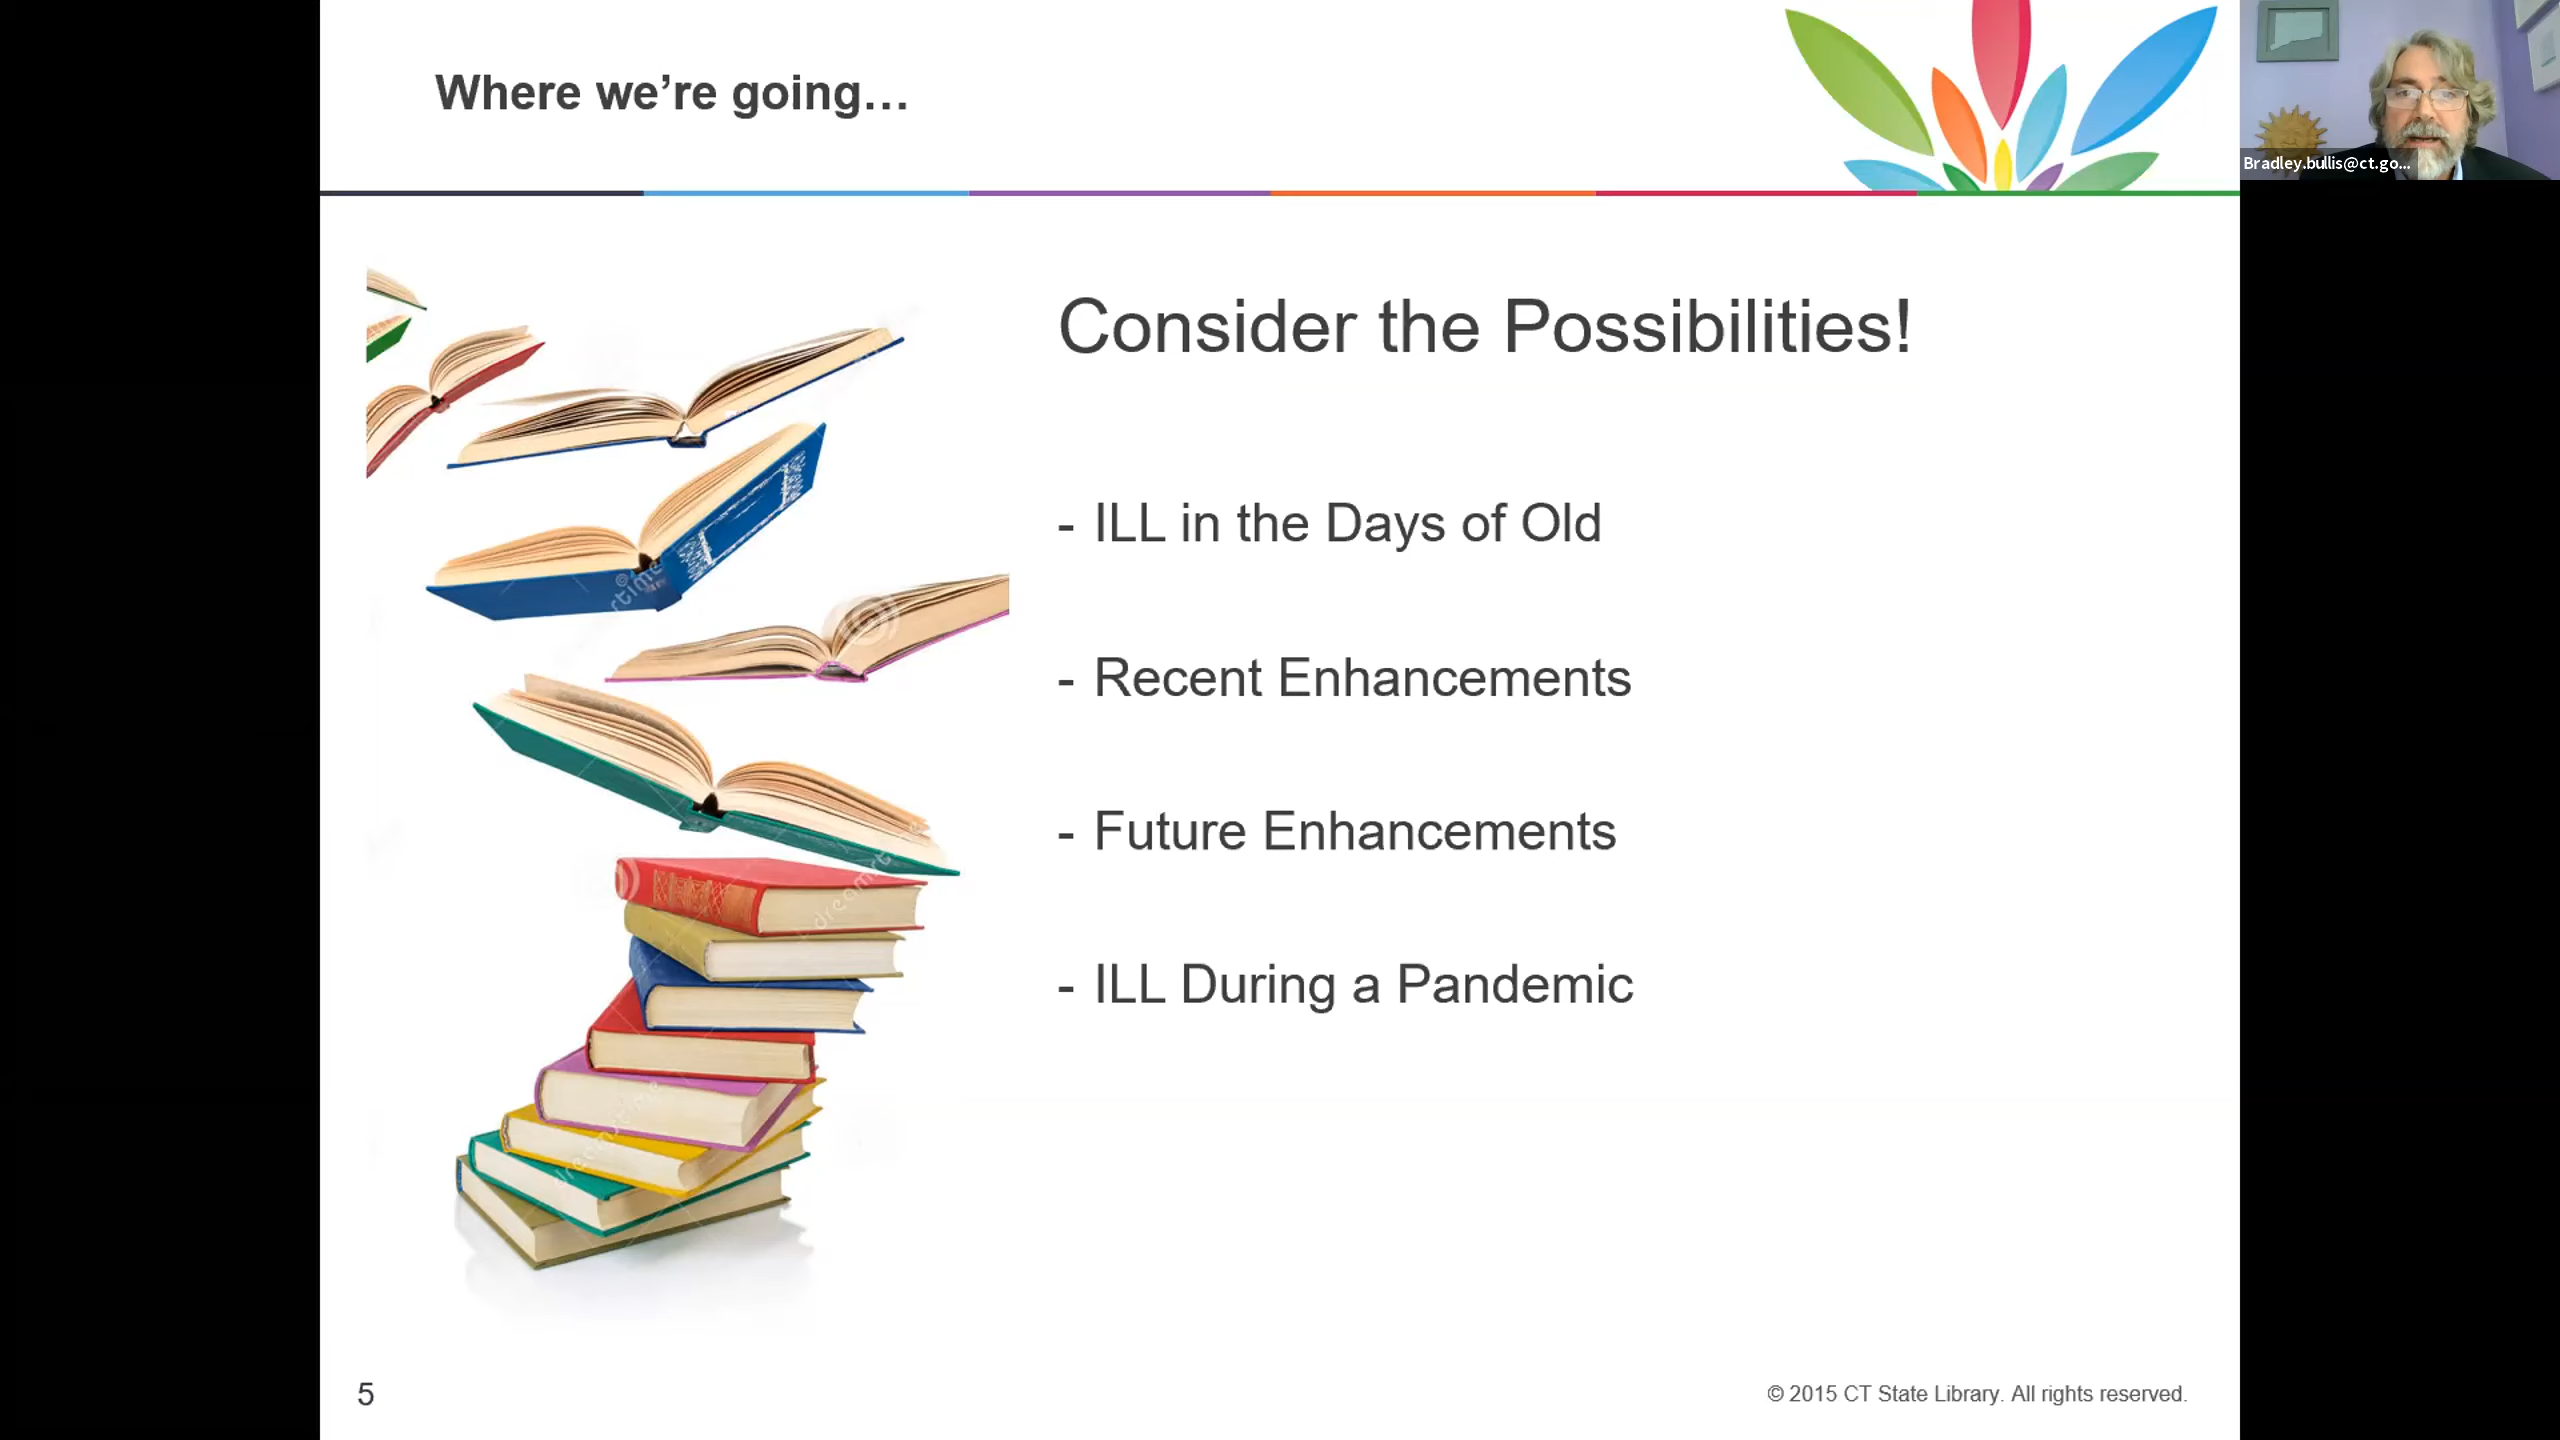 Where we’re going…
Bradley.bullis@ct.go...
Consider the Possibilities!
- ILL in the Days of Old
- Recent Enhancements
- Future Enhancements
- ILL During a Pandemic
5
© 2015 CT State Library. All rights reserved.